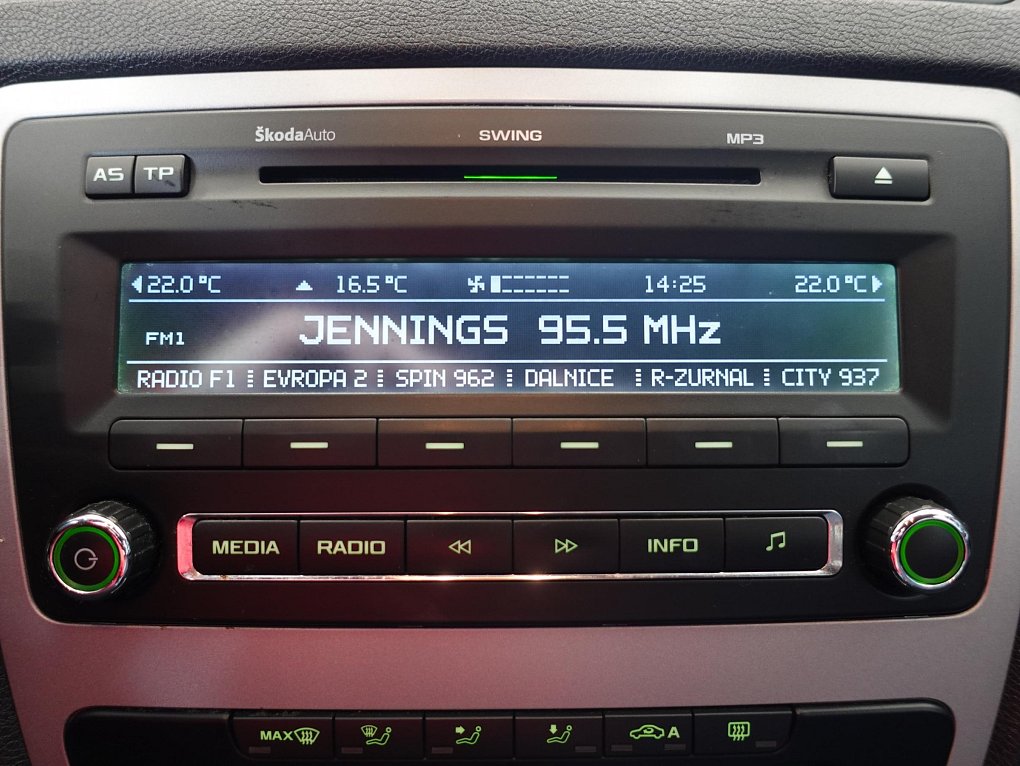 ŠkodaAuto SWING MP3
AS TP
22.0 °C 16.5 °C 14:25 22.0 °C
FM1 JENNINGS 95.5 MHz
RADIO F1 EVROPA 2 SPIN 962 DALNICE R-ZURNAL CITY 937
MEDIA RADIO INFO
MAX A